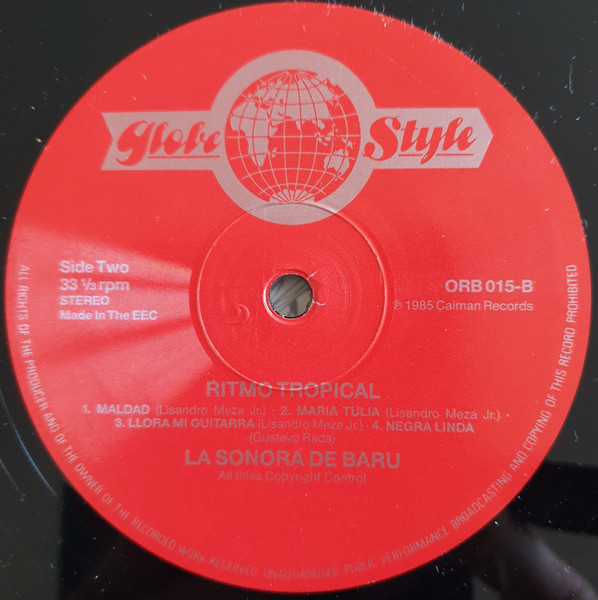 Globe Style
Side Two
33 ⅓ rpm
STEREO
Made In The EEC
ORB 015-B
℗ 1985 Caiman Records
RITMO TROPICAL
1. MALDAD (Lisandro Meza Jr.) · 2. MARIA TULIA (Lisandro Meza Jr.) ·
3. LLORA MI GUITARRA (Lisandro Meza Jr.) · 4. NEGRA LINDA
(Gustavo Rada)
LA SONORA DE BARU
All titles Copyright Control
ALL RIGHTS OF THE PRODUCER AND OF THE OWNER OF THE RECORDED WORK RESERVED. UNAUTHORISED PUBLIC PERFORMANCE, BROADCASTING AND COPYING OF THIS RECORD PROHIBITED